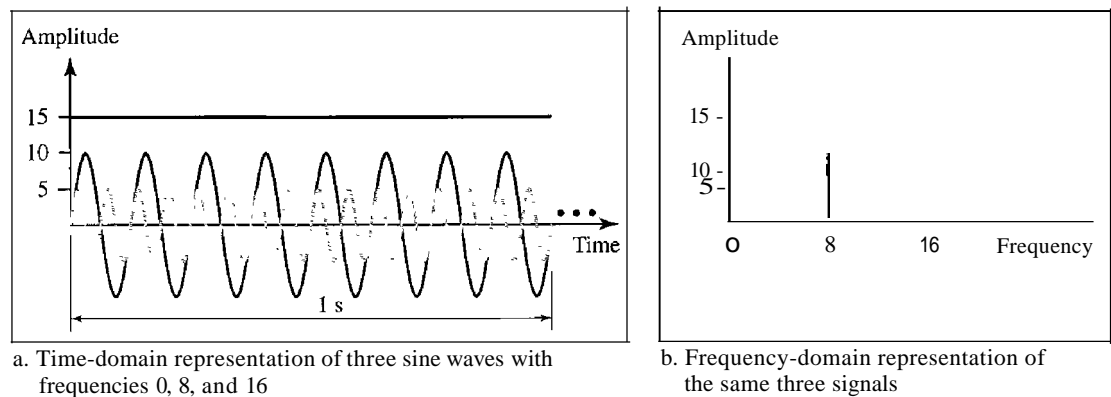 Amplitude
15
10
5
Time
1 s
a. Time-domain representation of three sine waves with
frequencies 0, 8, and 16
Amplitude
15 -
10 -
5 -
0 8 16 Frequency
b. Frequency-domain representation of
the same three signals